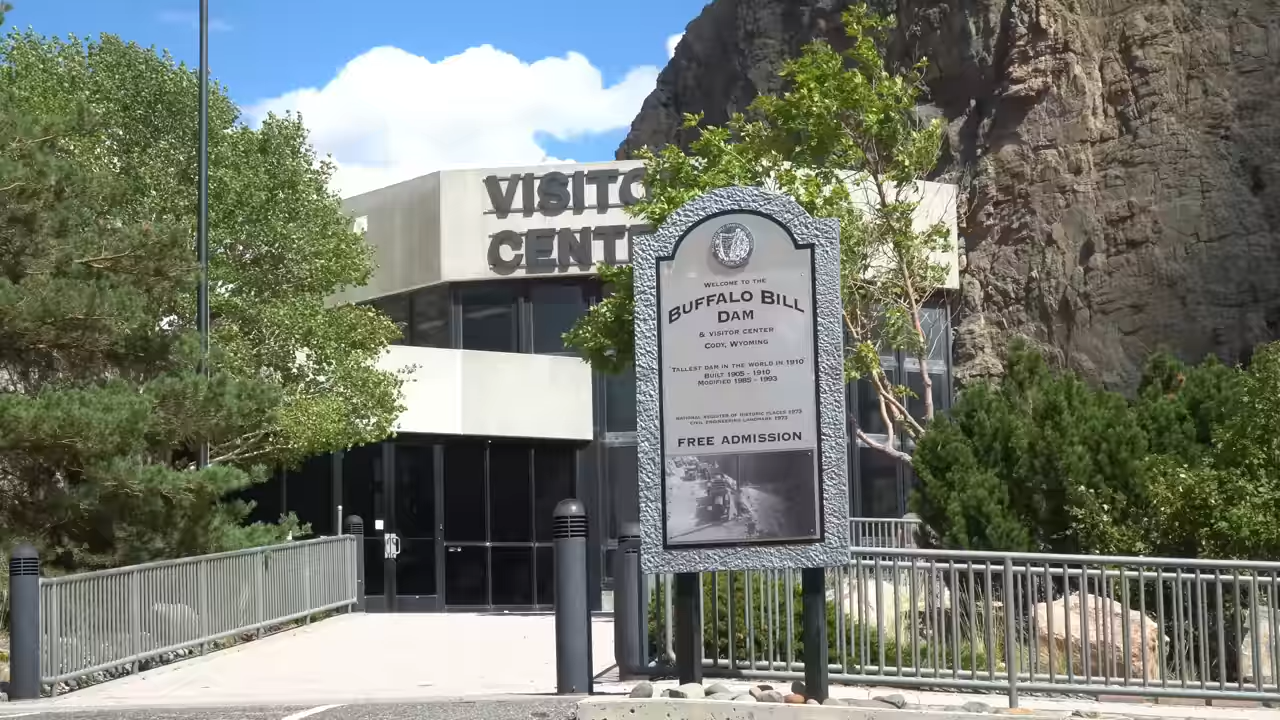 VISITO
CENT
WELCOME TO THE
BUFFALO BILL
DAM
& VISITOR CENTER
CODY, WYOMING
"TALLEST DAM IN THE WORLD IN 1910"
BUILT 1905 - 1910
MODIFIED 1985 - 1993
NATIONAL REGISTER OF HISTORIC PLACES 1973
CIVIL ENGINEERING LANDMARK 1973
FREE ADMISSION